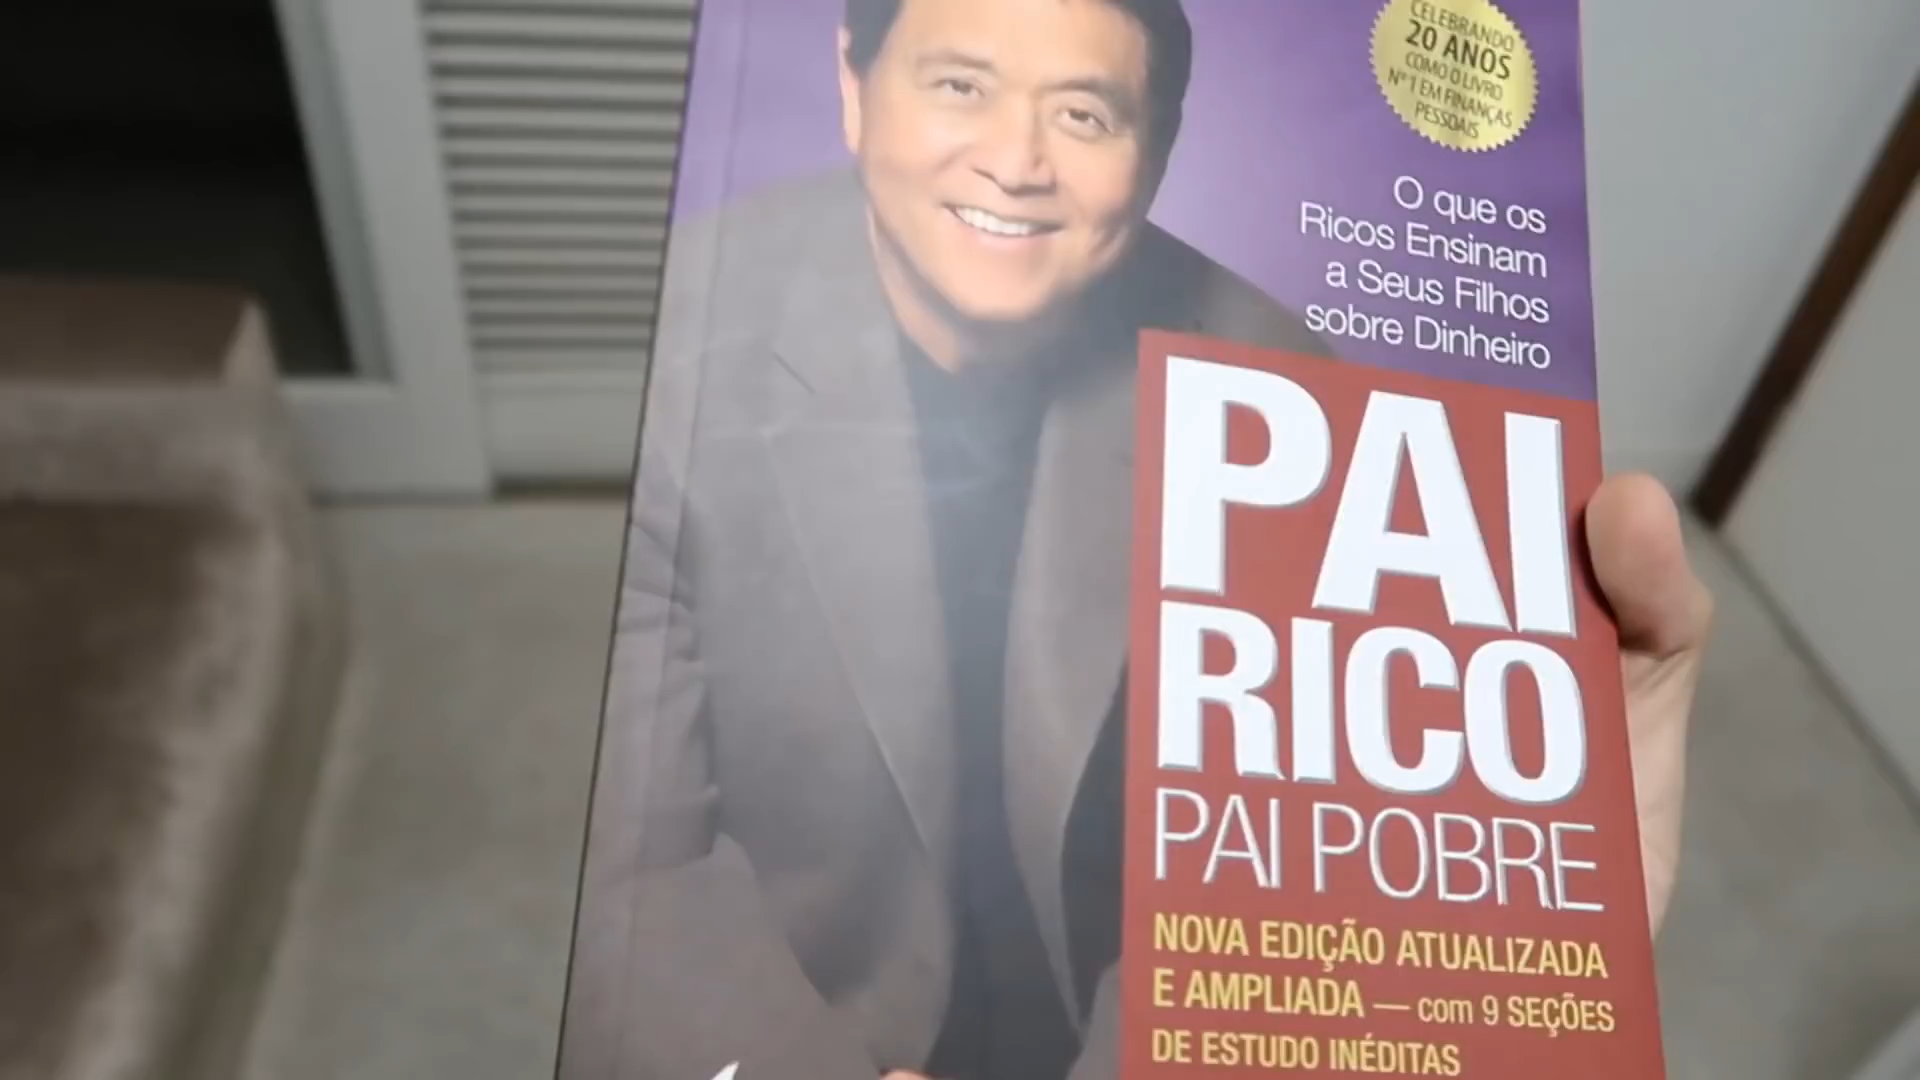 CELEBRANDO
20 ANOS
COMO O LIVRO
Nº 1 EM FINANÇAS
PESSOAIS
O que os
Ricos Ensinam
a Seus Filhos
sobre Dinheiro
PAI
RICO
PAI POBRE
NOVA EDIÇÃO ATUALIZADA
E AMPLIADA — com 9 SEÇÕES
DE ESTUDO INÉDITAS